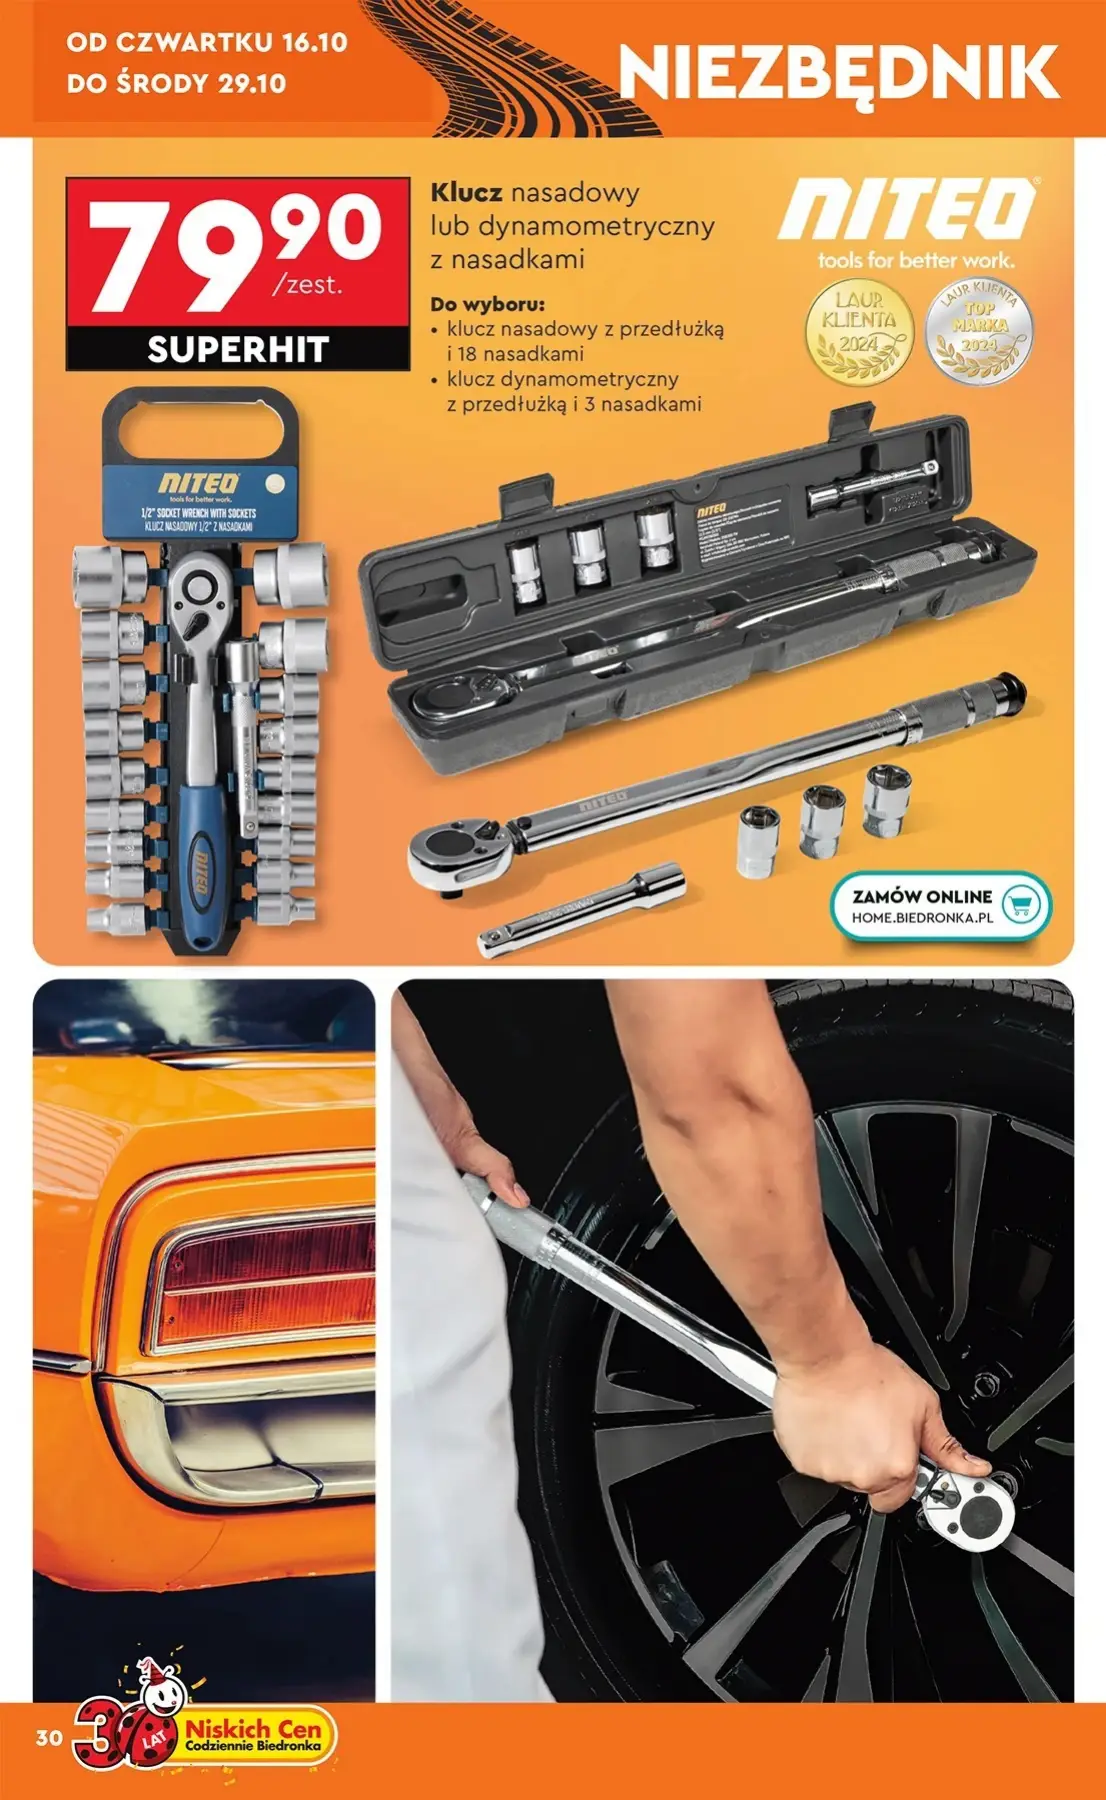 OD CZWARTKU 16.10
DO ŚRODY 29.10
NIEZBĘDNIK
79 90
/zest.
SUPERHIT
Klucz nasadowy
lub dynamometryczny
z nasadkami
Do wyboru:
• klucz nasadowy z przedłużką
i 18 nasadkami
• klucz dynamometryczny
z przedłużką i 3 nasadkami
NITEO®
tools for better work.
LAUR
KLIENTA
2024
LAUR KLIENTA
TOP
MARKA
2024
NITEO
tools for better work.
1/2" SOCKET WRENCH WITH SOCKETS
KLUCZ NASADOWY 1/2" Z NASADKAMI
NITEO
NITEO
NITEO
NITEO
ZAMÓW ONLINE
HOME.BIEDRONKA.PL
30
30
LAT
Niskich Cen
Codziennie Biedronka